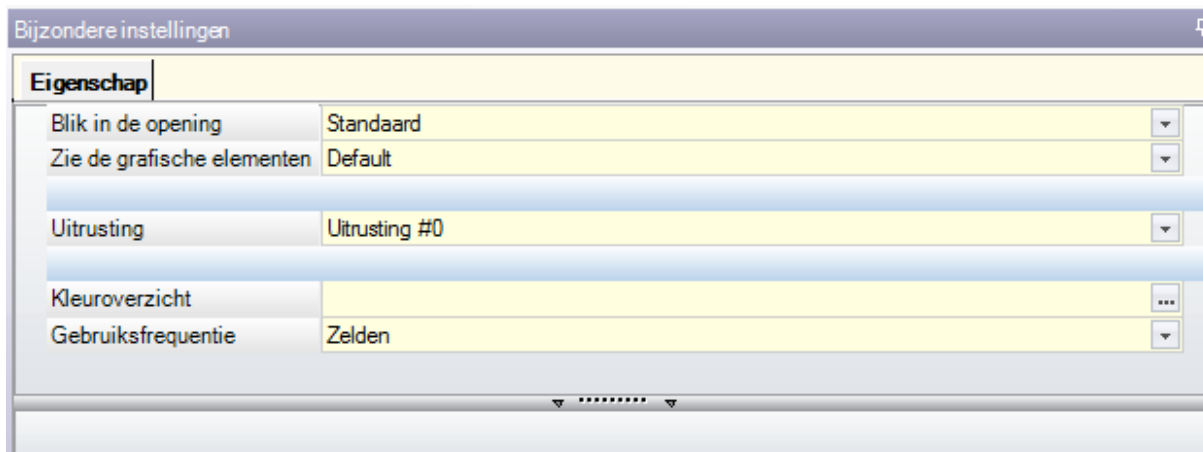 Bijzondere instellingen
Eigenschap
Blik in de opening Standaard
Zie de grafische elementen Default
Uitrusting Uitrusting #0
Kleuroverzicht ...
Gebruiksfrequentie Zelden